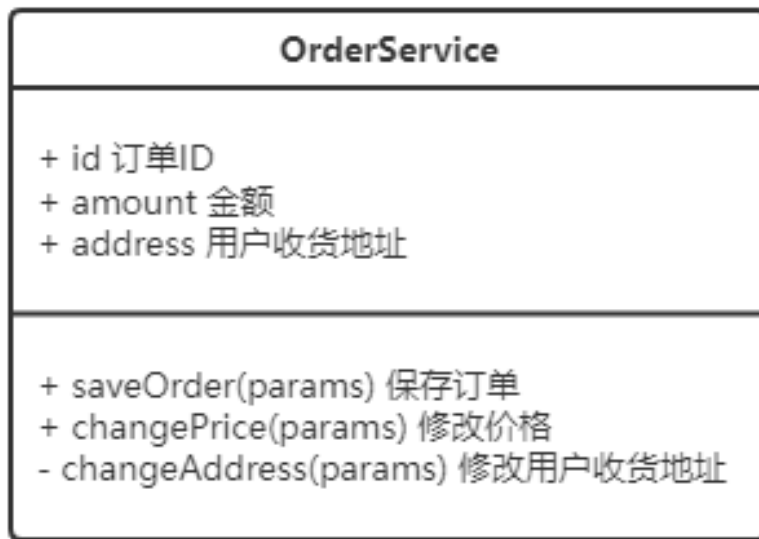 OrderService
+ id 订单ID
+ amount 金额
+ address 用户收货地址
+ saveOrder(params) 保存订单
+ changePrice(params) 修改价格
- changeAddress(params) 修改用户收货地址